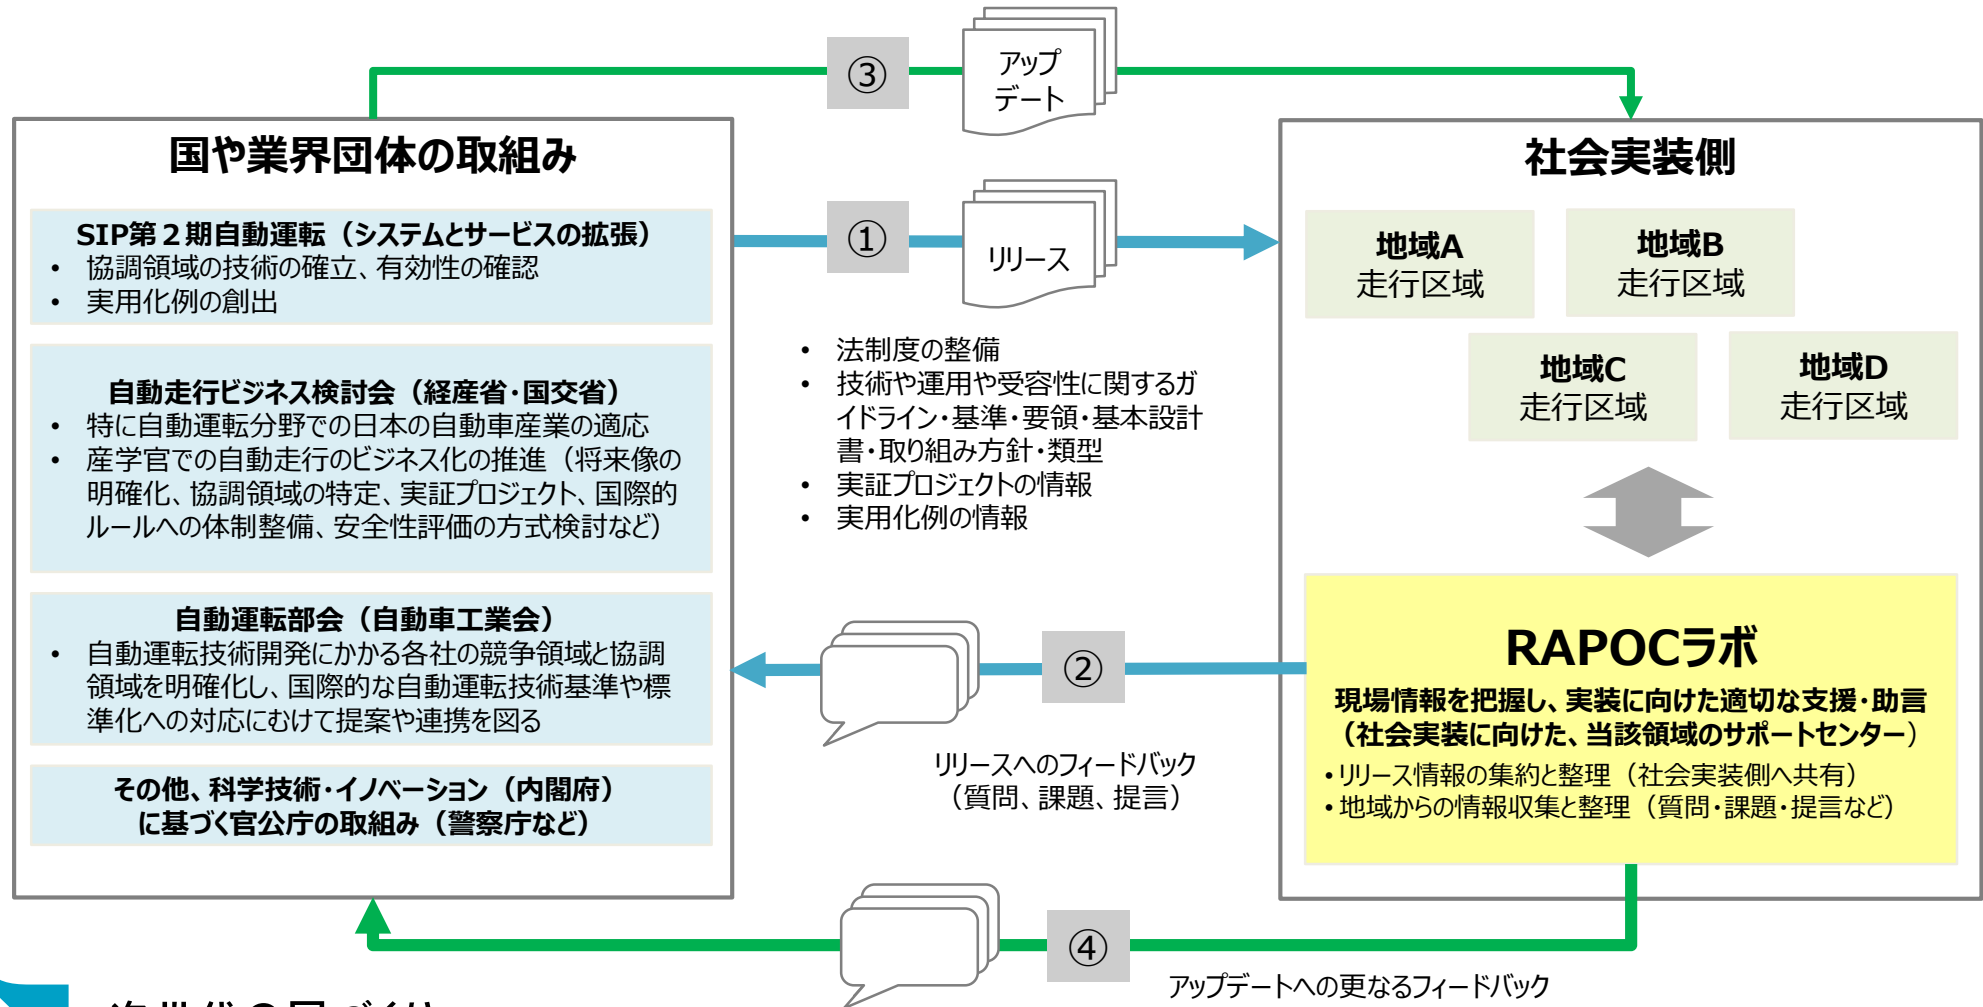 ③
アップ
デート
国や業界団体の取組み
SIP第２期自動運転（システムとサービスの拡張）
• 協調領域の技術の確立、有効性の確認
• 実用化例の創出
自動走行ビジネス検討会（経産省・国交省）
• 特に自動運転分野での日本の自動車産業の適応
• 産学官での自動走行のビジネス化の推進（将来像の
明確化、協調領域の特定、実証プロジェクト、国際的
ルールへの体制整備、安全性評価の方式検討など）
自動運転部会（自動車工業会）
• 自動運転技術開発にかかる各社の競争領域と協調
領域を明確化し、国際的な自動運転技術基準や標
準化への対応にむけて提案や連携を図る
その他、科学技術・イノベーション（内閣府）
に基づく官公庁の取組み（警察庁など）
①
リリース
• 法制度の整備
• 技術や運用や受容性に関するガ
イドライン・基準・要領・基本設計
書・取り組み方針・類型
• 実証プロジェクトの情報
• 実用化例の情報
②
リリースへのフィードバック
（質問、課題、提言）
社会実装側
地域A
走行区域
地域B
走行区域
地域C
走行区域
地域D
走行区域
RAPOCラボ
現場情報を把握し、実装に向けた適切な支援・助言
（社会実装に向けた、当該領域のサポートセンター）
• リリース情報の集約と整理（社会実装側へ共有）
• 地域からの情報収集と整理（質問・課題・提言など）
④
アップデートへの更なるフィードバック
次世代の国づくり